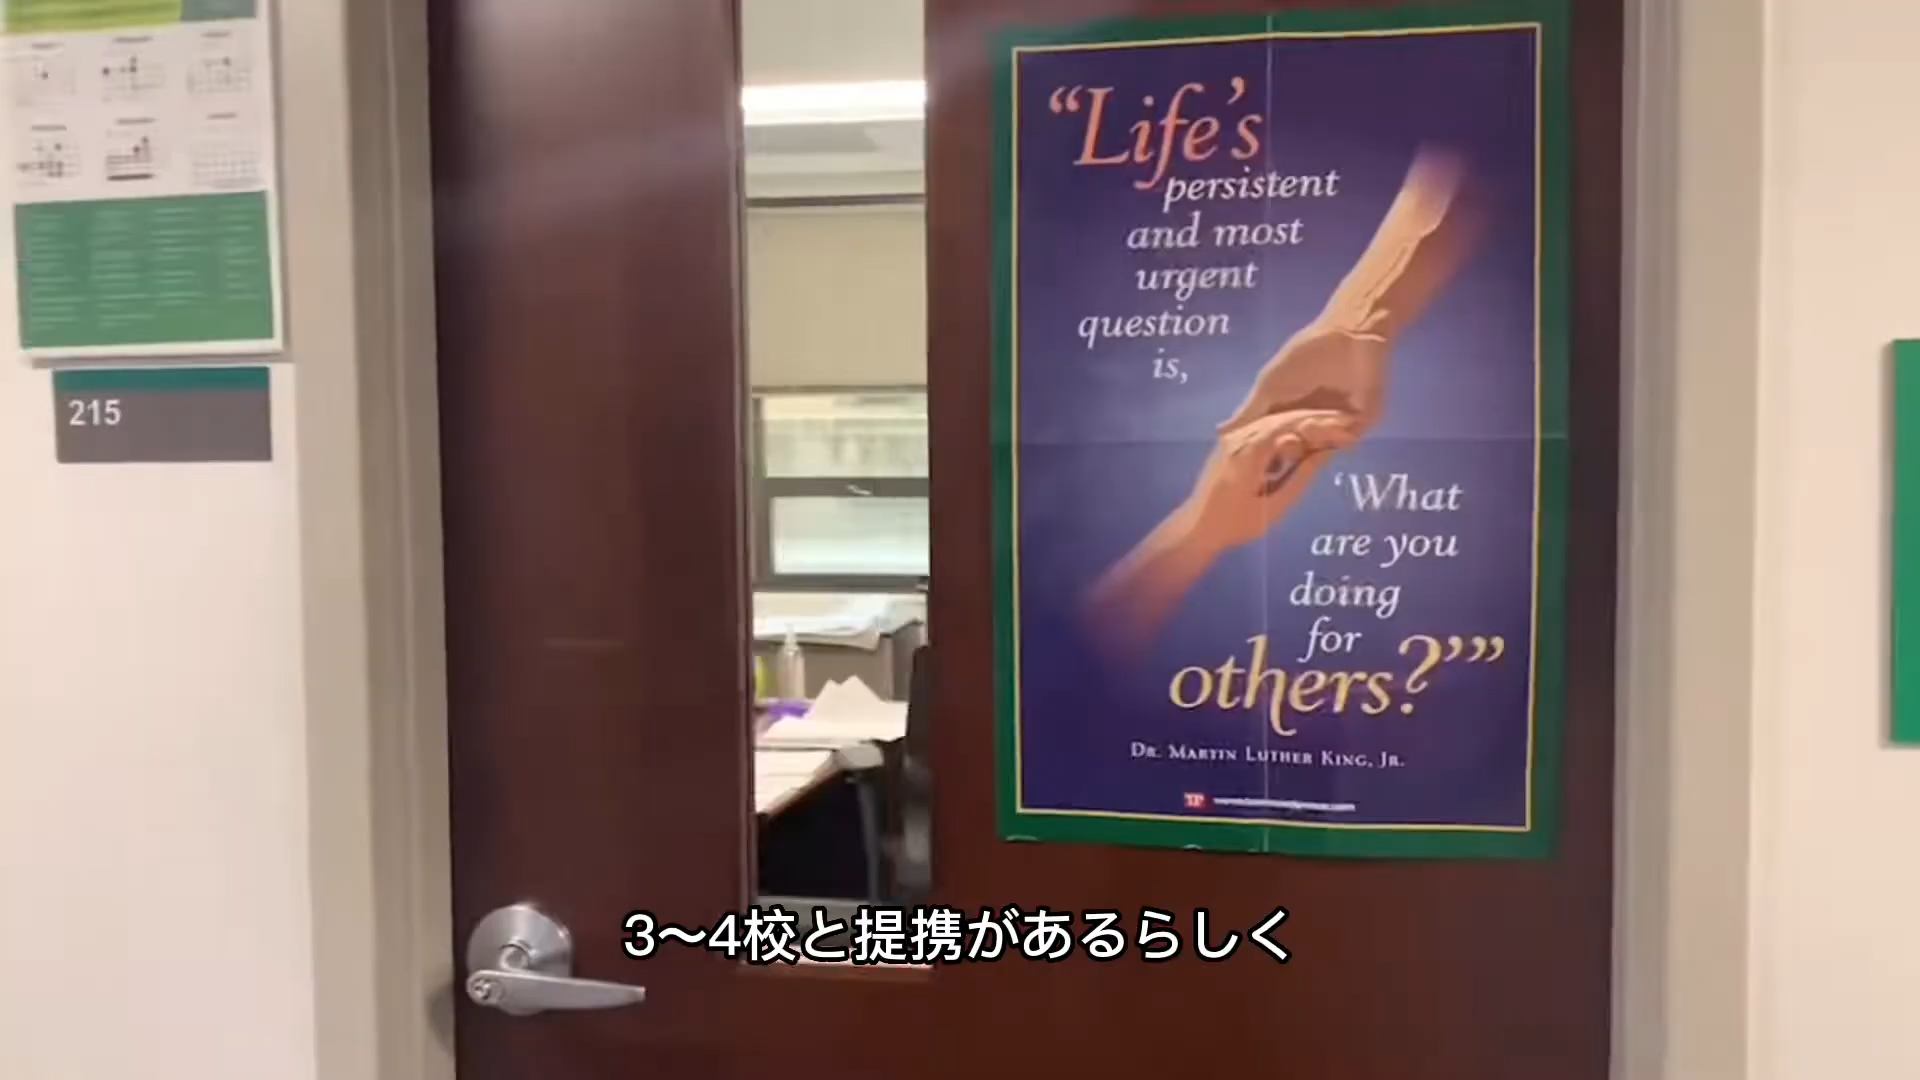 215
“Life’s
persistent
and most
urgent
question
is,
‘What
are you
doing
for
others?’”
DR. MARTIN LUTHER KING, JR.
3〜4校と提携があるらしく